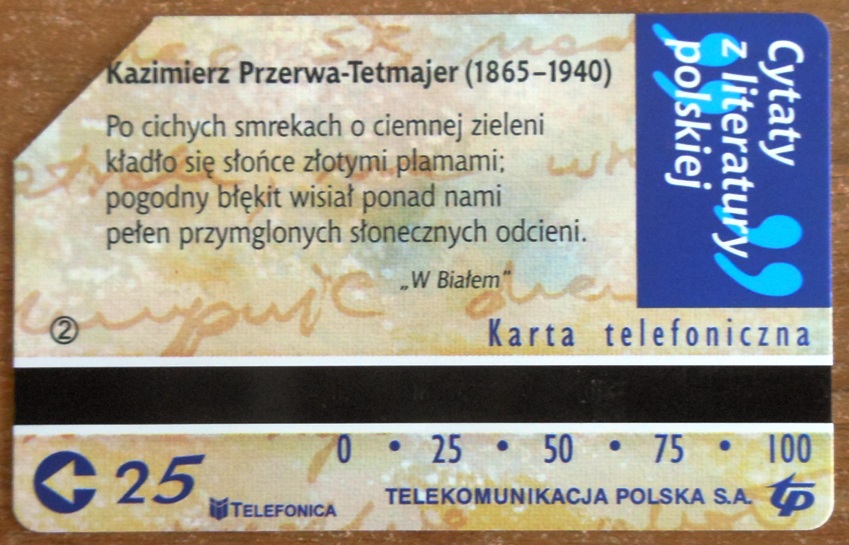 Kazimierz Przerwa-Tetmajer (1865–1940)
Po cichych smrekach o ciemnej zieleni
kładło się słońce złotymi plamami;
pogodny błękit wisiał ponad nami
pełen przymglonych słonecznych odcieni.
„W Białem”
Cytaty
z literatury
polskiej
②
Karta telefoniczna
0 • 25 • 50 • 75 • 100
25
TELEFONICA
TELEKOMUNIKACJA POLSKA S.A.
tp